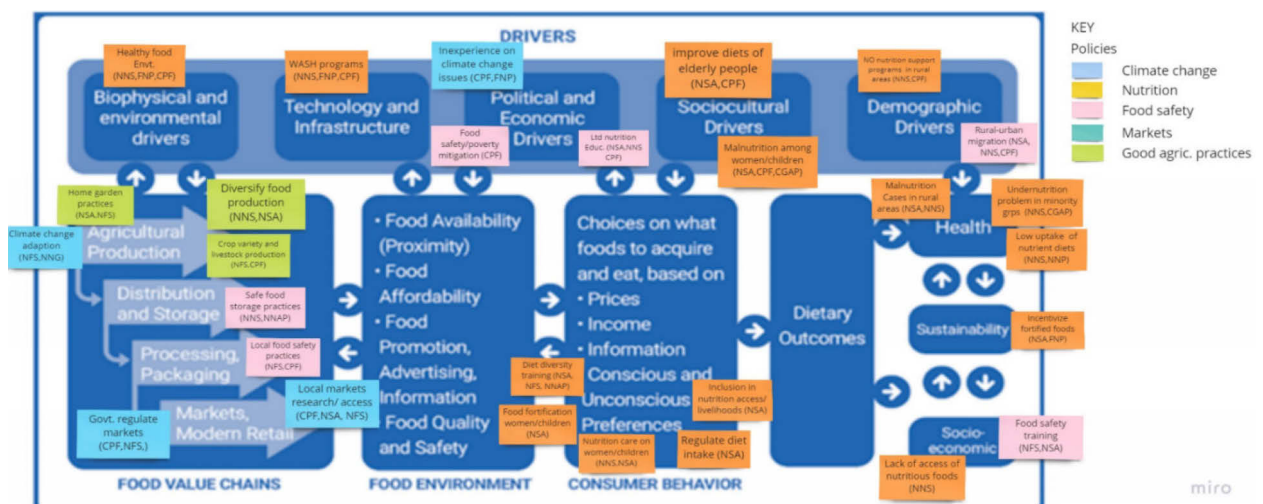 DRIVERS
Healthy food
Envt.
(NNS,FNP,CPF)
Biophysical and
environmental
drivers
WASH programs
(NNS,FNP,CPF)
Technology and
Infrastructure
Inexperience on
climate change
issues (CPF,FNP)
Political and
Economic
Drivers
Food
safety/poverty
mitigation (CPF)
Ltd nutrition
Educ. (NSA,NNS
CPF)
improve diets of
elderly people
(NSA,CPF)
Sociocultural
Drivers
Malnutrition among
women/children
(NSA,CPF,CGAP)
NO nutrition support
programs in rural
areas (NNS,CPF)
Demographic
Drivers
Rural-urban
migration (NSA,
NNS,CPF)
KEY
Policies
Climate change
Nutrition
Food safety
Markets
Good agric. practices
Home garden
practices
(NSA,NFS)
Diversify food
production
(NNS,NSA)
Climate change
adaption
(NFS,NNG)
Agricultural
Production
Crop variety and
livestock production
(NFS,CPF)
Distribution
and Storage
Safe food
storage practices
(NNS,NNAP)
Processing,
Packaging
Local food safety
practices
(NFS,CPF)
Markets,
Modern Retail
Local markets
research/ access
(CPF,NSA, NFS)
Govt. regulate
markets
(CPF,NFS,)
FOOD VALUE CHAINS
• Food Availability
(Proximity)
• Food
Affordability
• Food
Promotion,
Advertising,
Information
• Food Quality
and Safety
FOOD ENVIRONMENT
Choices on what
foods to acquire
and eat, based on
• Prices
• Income
• Information
Conscious and
Unconscious
Preferences
Diet diversity
training (NSA,
NFS, NNAP)
Food fortification
women/children
(NSA)
Nutrition care on
women/children
(NNS,NSA)
Inclusion in
nutrition access/
livelihoods (NSA)
Regulate diet
intake (NSA)
CONSUMER BEHAVIOR
Dietary
Outcomes
Malnutrition
Cases in rural
areas (NSA,NNS)
Undernutrition
problem in minority
grps (NNS,CGAP)
Health
Low uptake of
nutrient diets
(NNS,NNP)
Sustainability
Incentivize
fortified foods
(NSA,FNP)
Socio-
economic
Food safety
training
(NFS,NSA)
Lack of access of
nutritious foods
(NNS)
miro